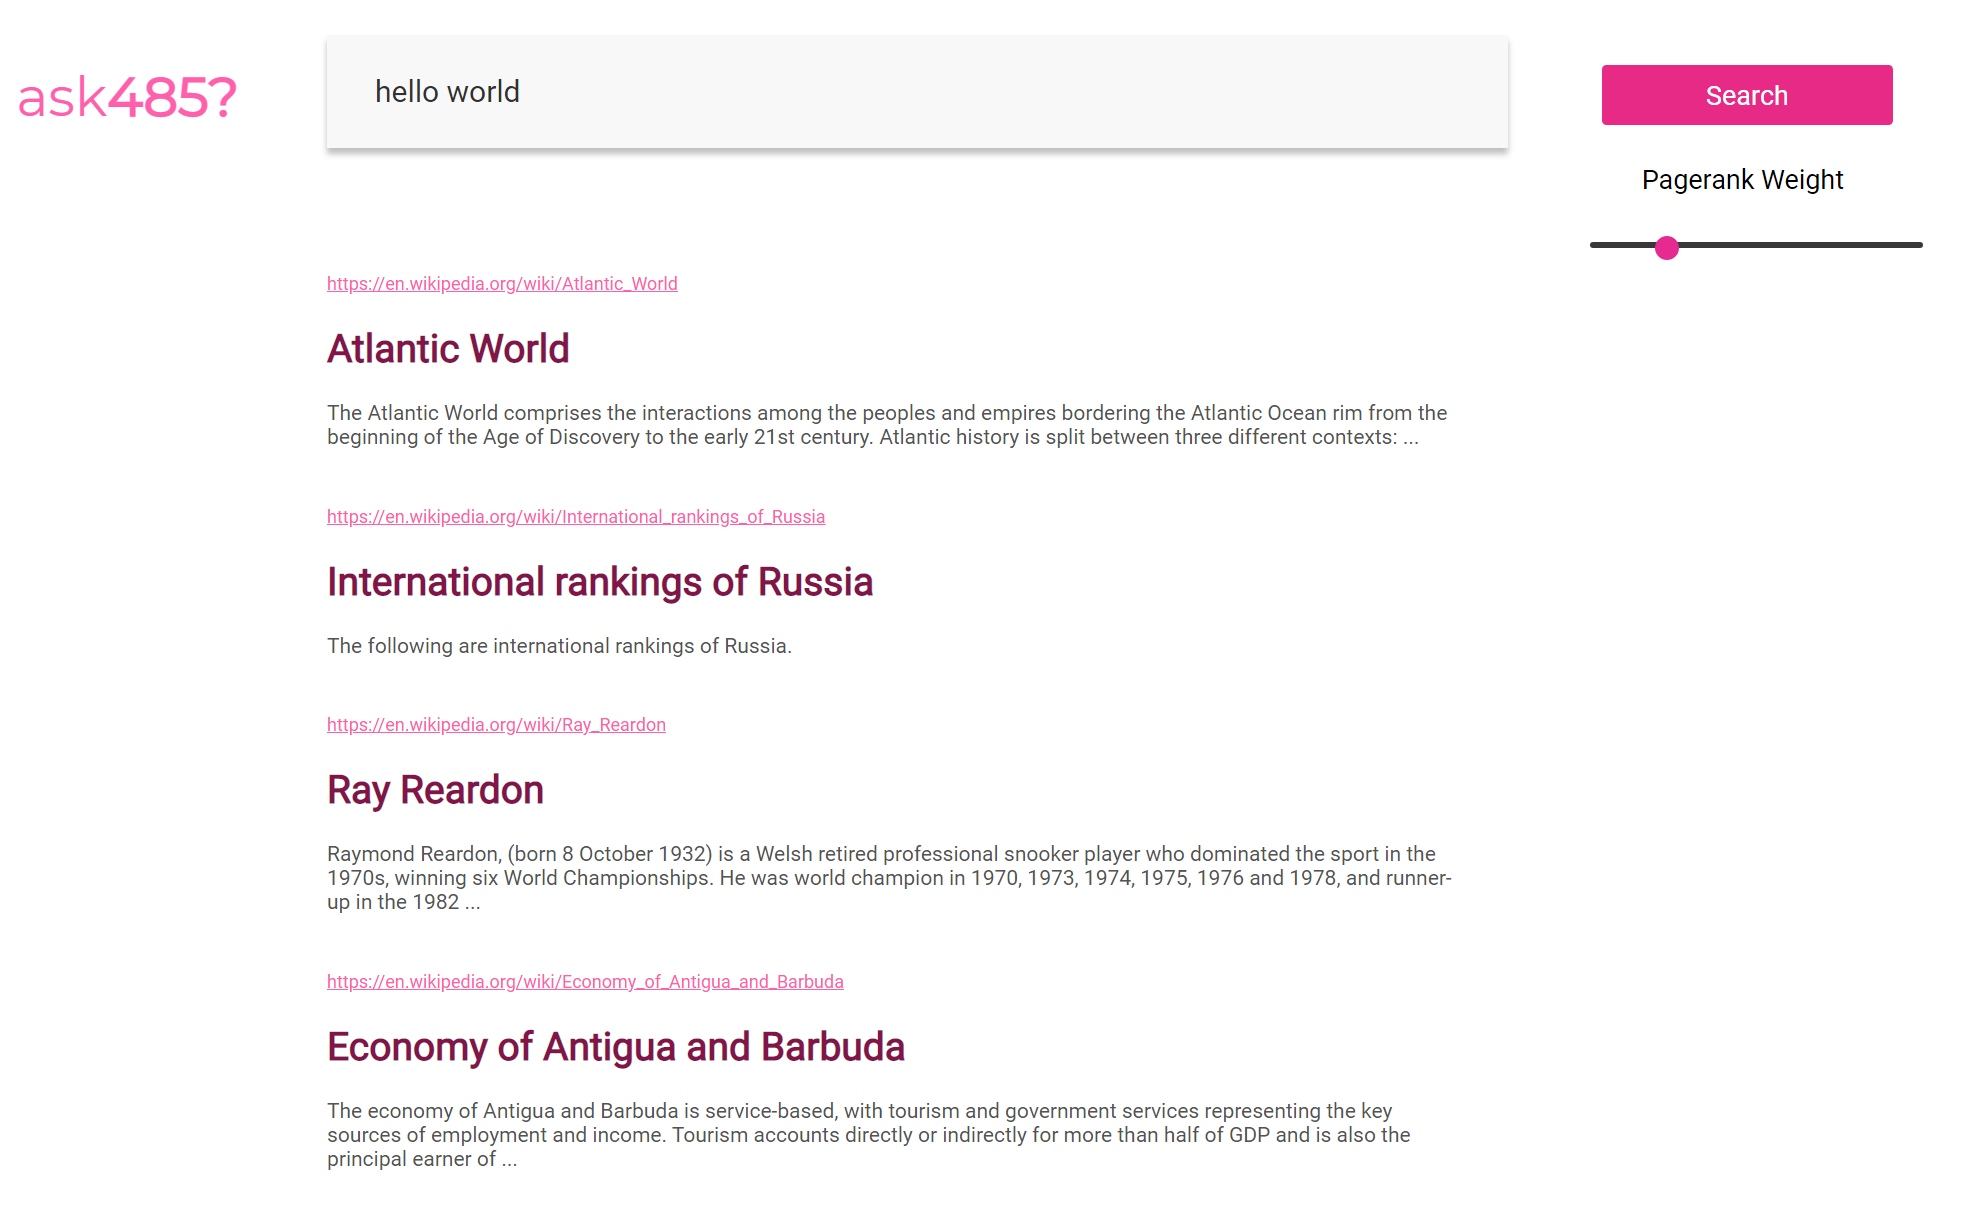 ask485?
hello world
Search
Pagerank Weight
https://en.wikipedia.org/wiki/Atlantic_World
Atlantic World
The Atlantic World comprises the interactions among the peoples and empires bordering the Atlantic Ocean rim from the
beginning of the Age of Discovery to the early 21st century. Atlantic history is split between three different contexts: ...
https://en.wikipedia.org/wiki/International_rankings_of_Russia
International rankings of Russia
The following are international rankings of Russia.
https://en.wikipedia.org/wiki/Ray_Reardon
Ray Reardon
Raymond Reardon, (born 8 October 1932) is a Welsh retired professional snooker player who dominated the sport in the
1970s, winning six World Championships. He was world champion in 1970, 1973, 1974, 1975, 1976 and 1978, and runner-
up in the 1982 ...
https://en.wikipedia.org/wiki/Economy_of_Antigua_and_Barbuda
Economy of Antigua and Barbuda
The economy of Antigua and Barbuda is service-based, with tourism and government services representing the key
sources of employment and income. Tourism accounts directly or indirectly for more than half of GDP and is also the
principal earner of ...